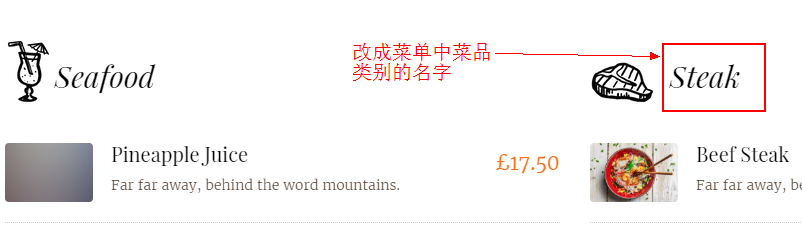 改成菜单中菜品
类别的名字
Seafood
Steak
Pineapple Juice
£17.50
Far far away, behind the word mountains.
Beef Steak
Far far away, be